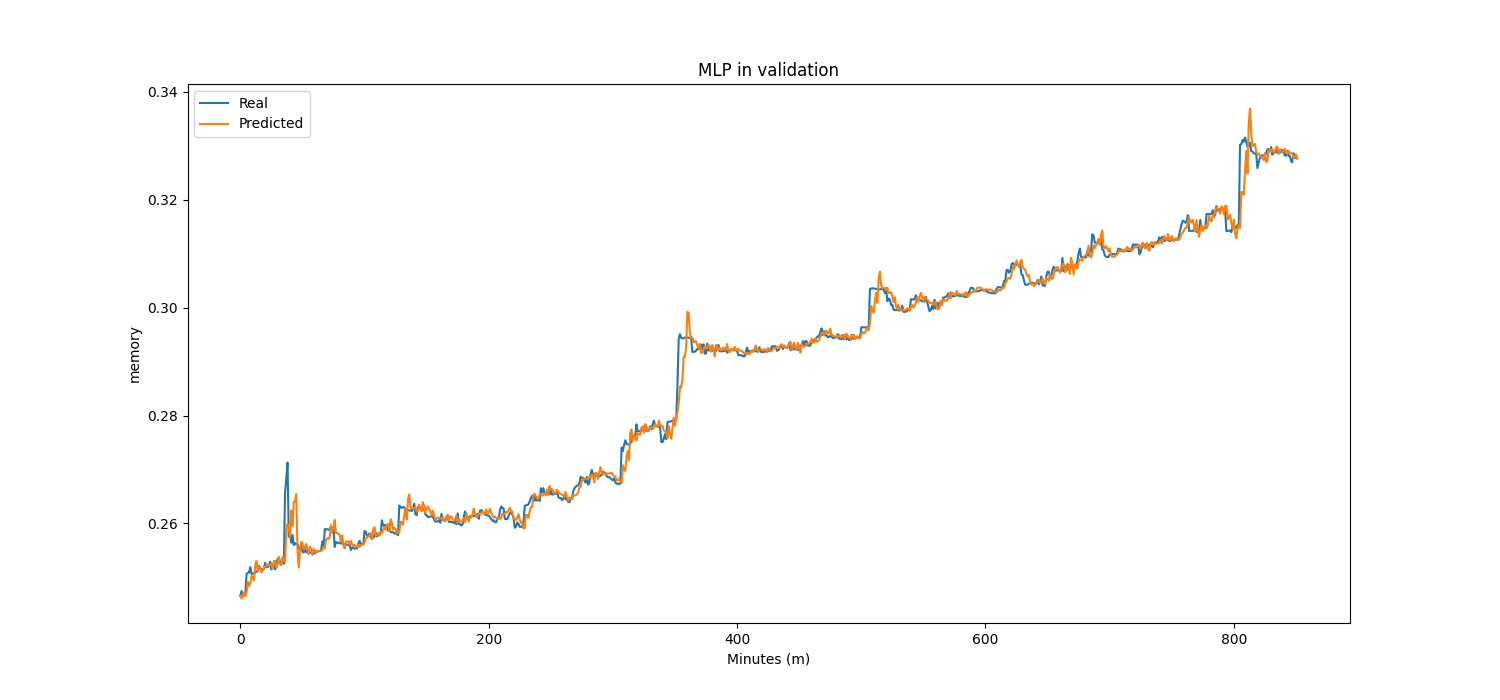 MLP in validation
Real
Predicted
0.34
0.32
0.30
0.28
0.26
memory
0
200
400
600
800
Minutes (m)